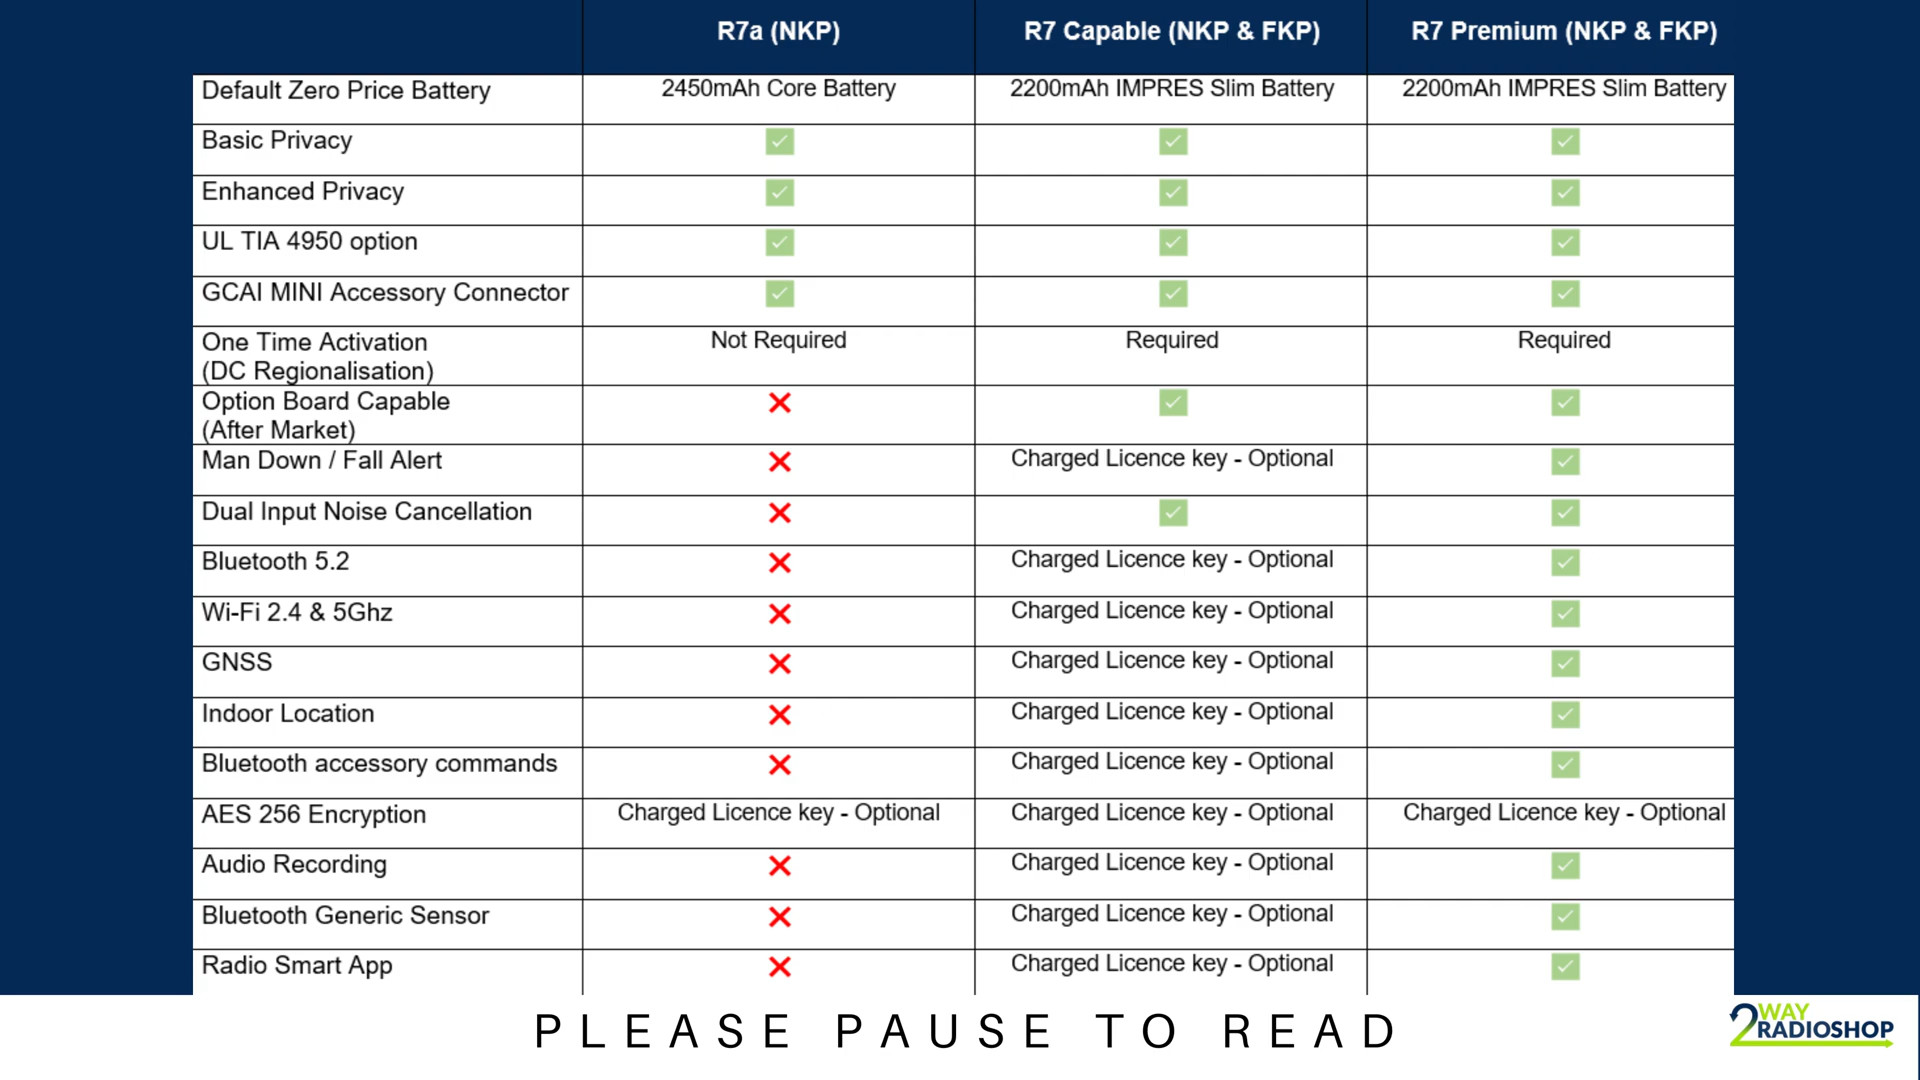 R7a (NKP) R7 Capable (NKP & FKP) R7 Premium (NKP & FKP)
Default Zero Price Battery 2450mAh Core Battery 2200mAh IMPRES Slim Battery 2200mAh IMPRES Slim Battery
Basic Privacy
Enhanced Privacy
UL TIA 4950 option
GCAI MINI Accessory Connector
One Time Activation Not Required Required Required
(DC Regionalisation)
Option Board Capable
(After Market)
Man Down / Fall Alert Charged Licence key - Optional
Dual Input Noise Cancellation
Bluetooth 5.2 Charged Licence key - Optional
Wi-Fi 2.4 & 5Ghz Charged Licence key - Optional
GNSS Charged Licence key - Optional
Indoor Location Charged Licence key - Optional
Bluetooth accessory commands Charged Licence key - Optional
AES 256 Encryption Charged Licence key - Optional Charged Licence key - Optional Charged Licence key - Optional
Audio Recording Charged Licence key - Optional
Bluetooth Generic Sensor Charged Licence key - Optional
Radio Smart App Charged Licence key - Optional
PLEASE PAUSE TO READ
2WAY
RADIOSHOP